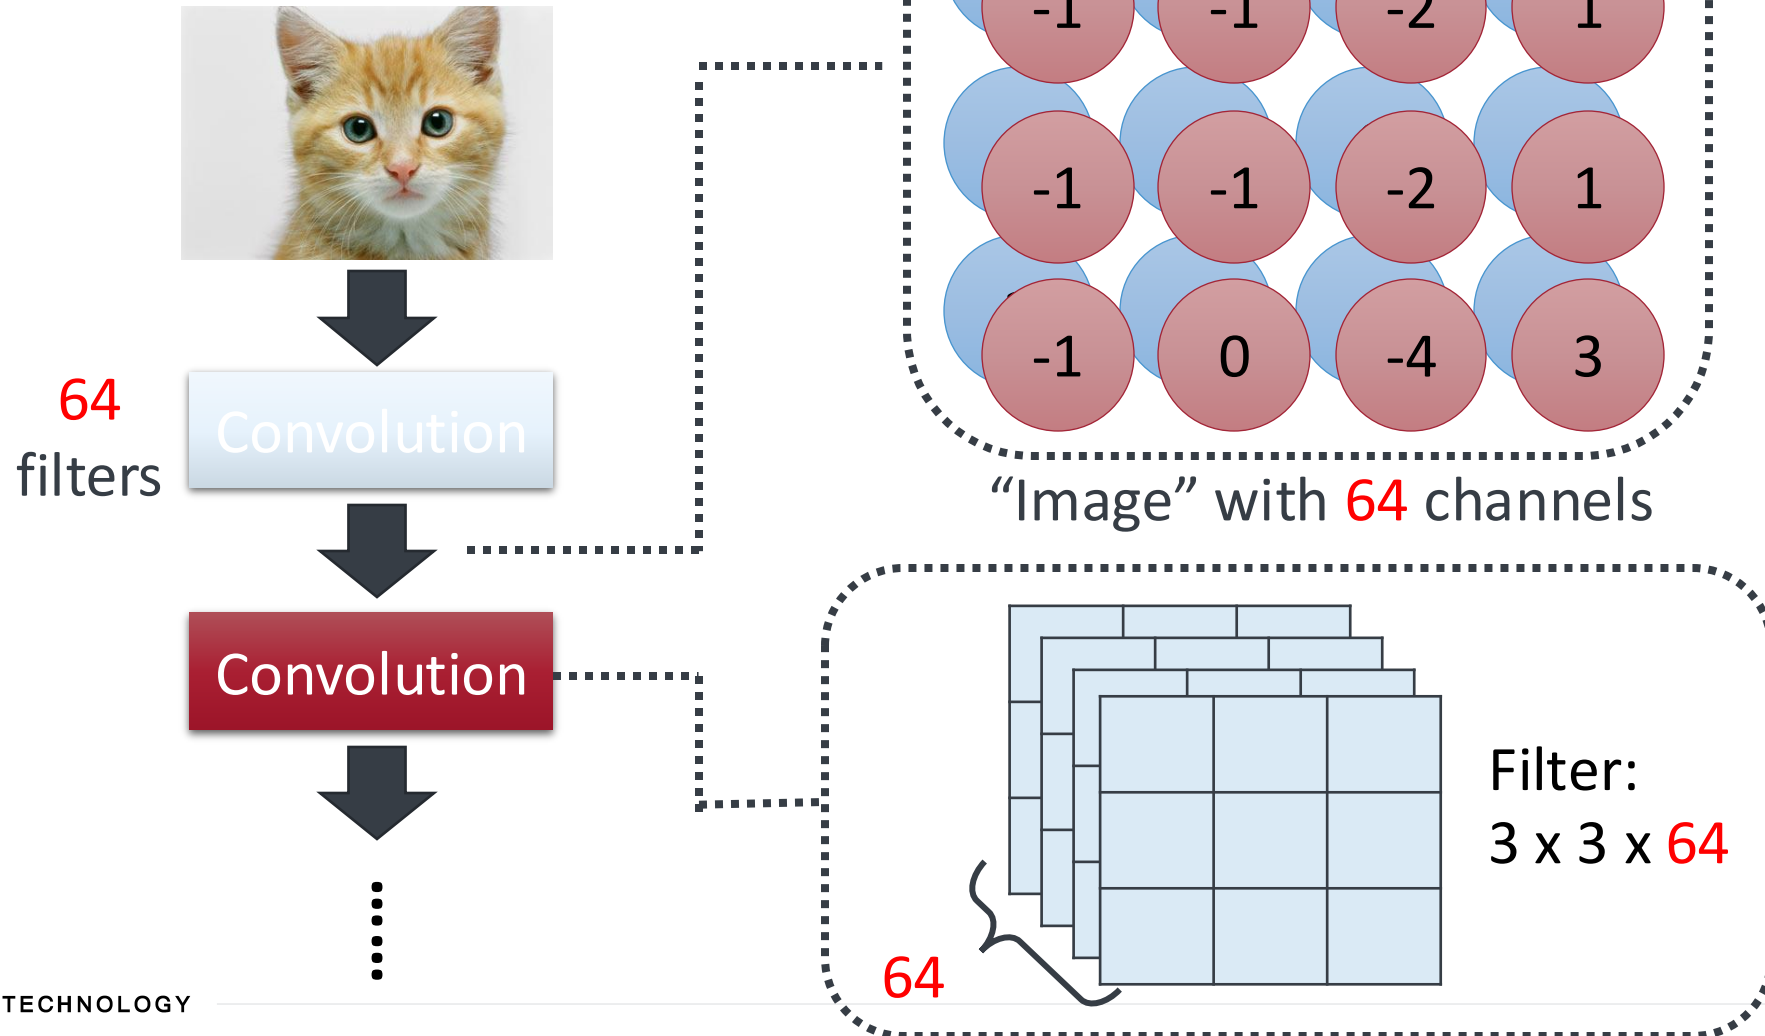 -1 -1 -2 1
-1 -1 -2 1
-1 0 -4 3
“Image” with 64 channels
64
filters
Convolution
Convolution
Filter:
3 x 3 x 64
64
TECHNOLOGY